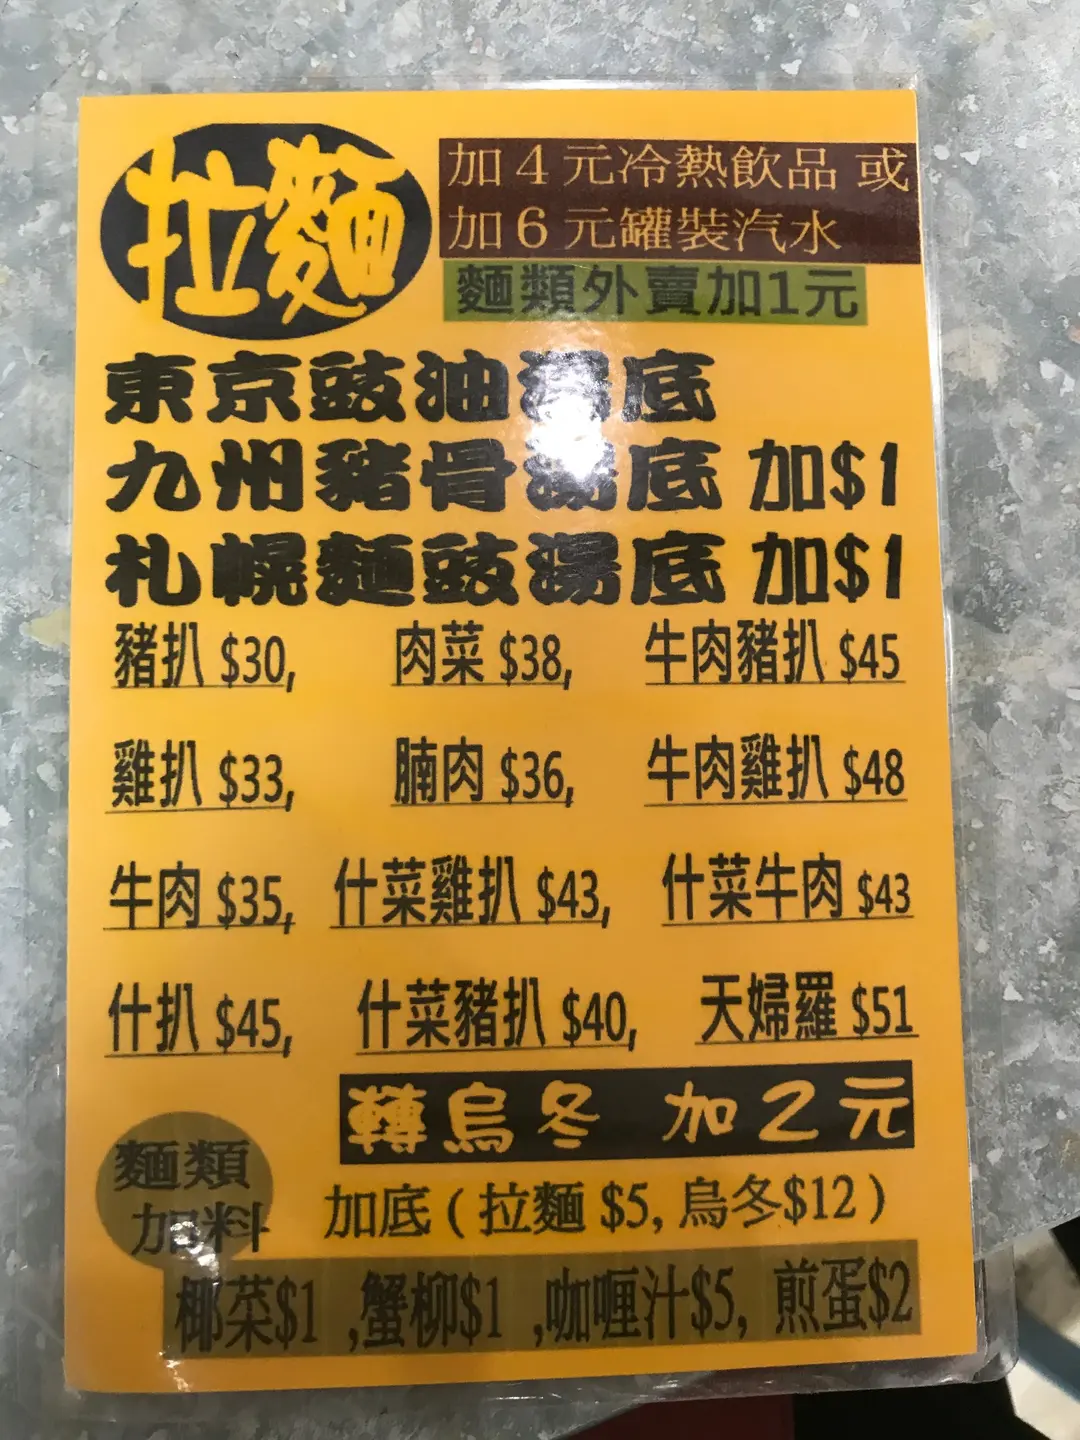 拉麵
加4元冷熱飲品 或
加6元罐裝汽水
麵類外賣加1元
東京豉油湯底
九州豬骨湯底 加$1
札幌麵豉湯底 加$1
豬扒 $30, 肉菜 $38, 牛肉豬扒 $45
雞扒 $33, 腩肉 $36, 牛肉雞扒 $48
牛肉 $35, 什菜雞扒 $43, 什菜牛肉 $43
什扒 $45, 什菜豬扒 $40, 天婦羅 $51
轉烏冬 加2元
麵類
加料
加底 ( 拉麵 $5, 烏冬$12 )
椰菜$1 ,蟹柳$1 ,咖喱汁$5, 煎蛋$2